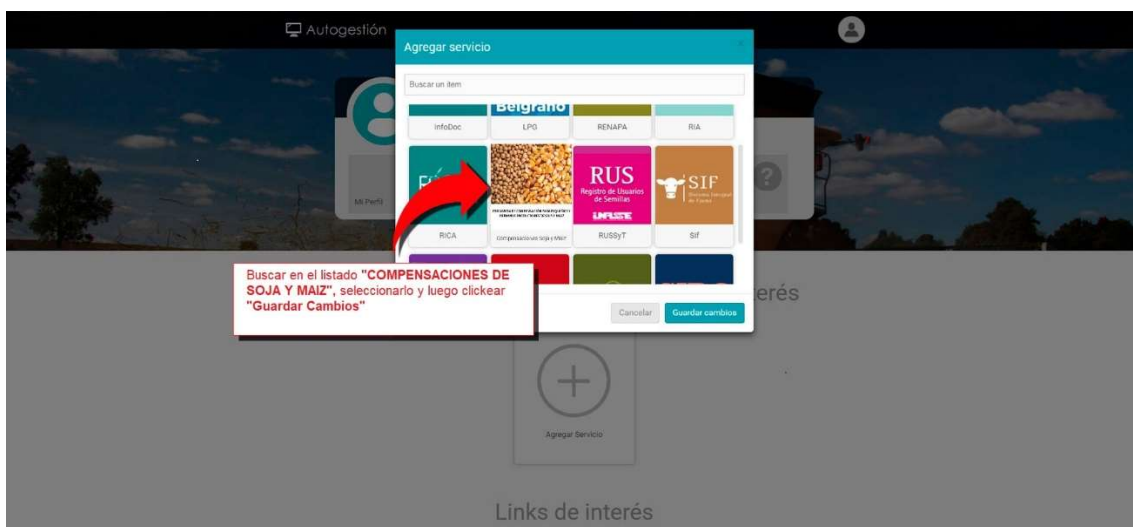 Autogestión
Agregar servicio
Buscar un item
Belgrano
InfoDoc
LPG
RENAPA
RIA
RUS
Registro de Usuarios
de Semillas
SIF
Mi Perfil
RICA
Compensaciones soja y Maiz
RUSSyT
Sif
Buscar en el listado "COMPENSACIONES DE
SOJA Y MAIZ", seleccionarlo y luego clickear
"Guardar Cambios"
erés
Cancelar
Guardar cambios
Agregar Servicio
Links de interés